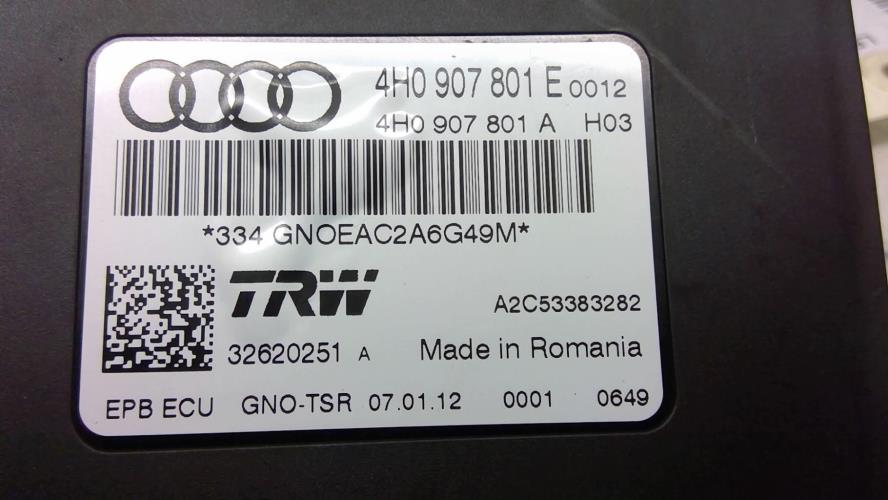 4H0 907 801 E 0012
4H0 907 801 A H03
*334 GNOEAC2A6G49M*
TRW
A2C53383282
32620251 A Made in Romania
EPB ECU GNO-TSR 07.01.12 0001 0649